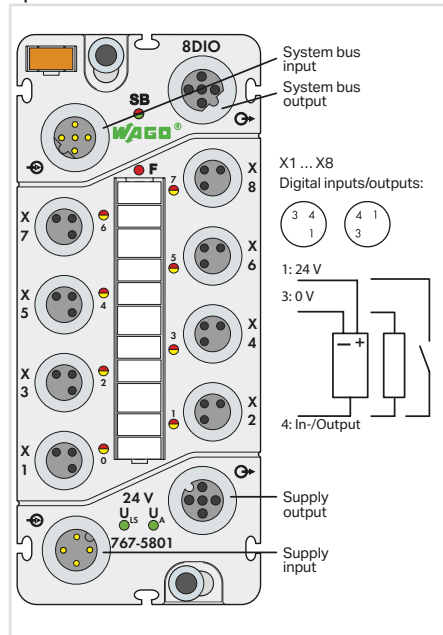 8DIO
System bus
input
System bus
output
SB
WAGO®
F
X1 ... X8
Digital inputs/outputs:
3 4
1
4 1
3
1: 24 V
3: 0 V
4: In-/Output
7
X
8
X
7
6
X
6
5
X
5
4
X
4
3
X
3
2
X
2
1
X
1
0
24 V
ULS
UA
767-5801
Supply
output
Supply
input